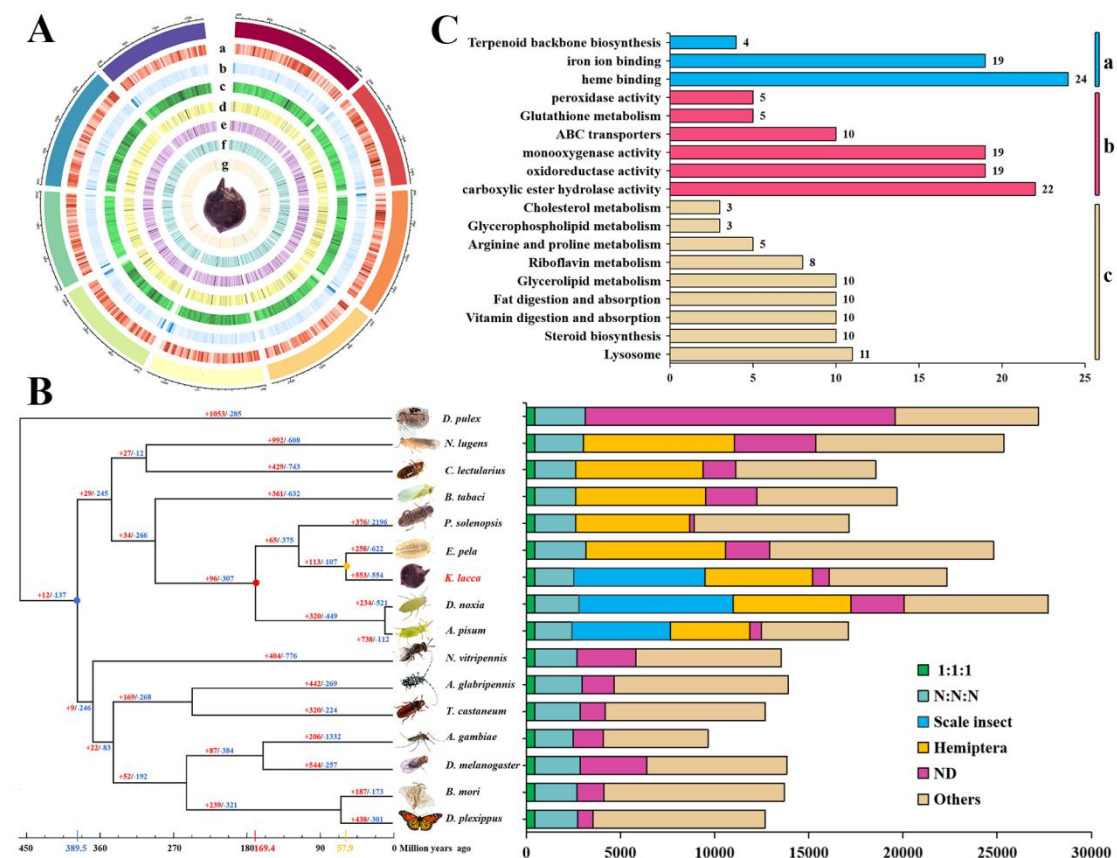 A
a
b
c
d
e
f
g
C
Terpenoid backbone biosynthesis 4
iron ion binding 19
heme binding 24
a
peroxidase activity 5
Glutathione metabolism 5
ABC transporters 10
monooxygenase activity 19
oxidoreductase activity 19
carboxylic ester hydrolase activity 22
b
Cholesterol metabolism 3
Glycerophospholipid metabolism 3
Arginine and proline metabolism 5
Riboflavin metabolism 8
Glycerolipid metabolism 10
Fat digestion and absorption 10
Vitamin digestion and absorption 10
Steroid biosynthesis 10
Lysosome 11
c
0 5 10 15 20 25
B
+1053/-285 D. pulex
+992/-608 N. lugens
+27/-12
+429/-743 C. lectularius
+29/-245
+361/-632 B. tabaci
+34/-266
+376/-2196 P. solenopsis
+65/-375
+258/-622 E. pela
+113/-107
+553/-554 K. lacca
+96/-307
+234/-521 D. noxia
+320/-449
+738/-112 A. pisum
+12/-137
+404/-776 N. vitripennis
+9/-246
+442/-269 A. glabripennis
+169/-268
+320/-224 T. castaneum
+22/-83
+206/-1332 A. gambiae
+87/-384
+544/-257 D. melanogaster
+52/-192
+187/-173 B. mori
+239/-321
+438/-301 D. plexippus
450 389.5 360 270 180 169.4 90 57.9 0 Million years ago
1:1:1
N:N:N
Scale insect
Hemiptera
ND
Others
0 5000 10000 15000 20000 25000 30000